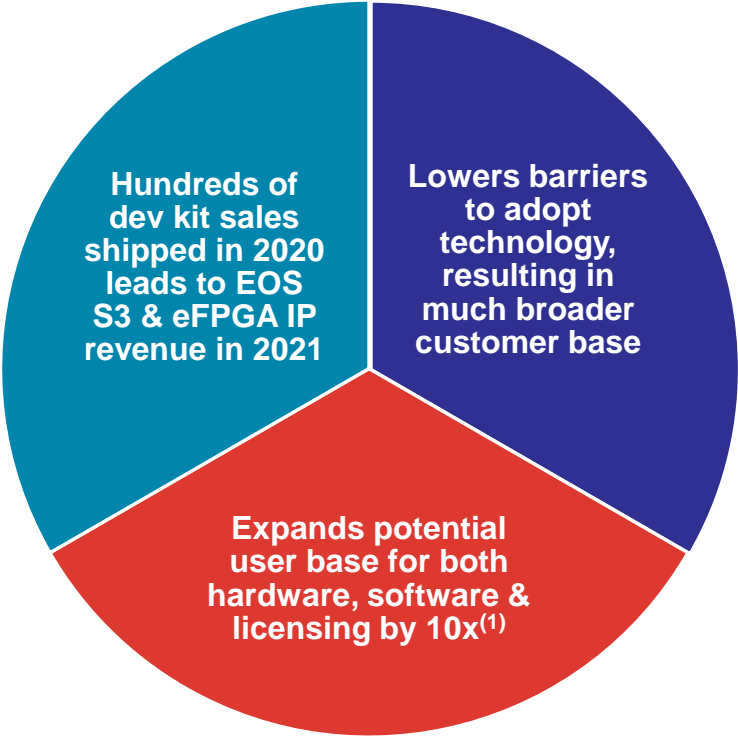 Hundreds of
dev kit sales
shipped in 2020
leads to EOS
S3 & eFPGA IP
revenue in 2021
Lowers barriers
to adopt
technology,
resulting in
much broader
customer base
Expands potential
user base for both
hardware, software &
licensing by 10x(1)